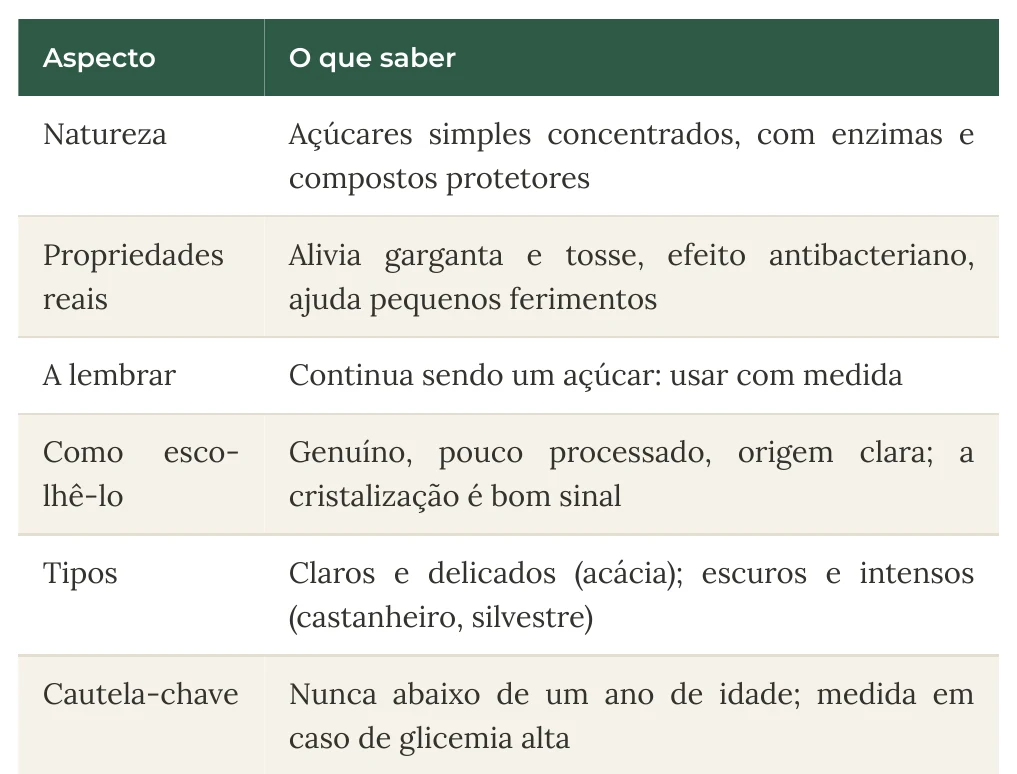 Aspecto
O que saber
Natureza
Açúcares simples concentrados, com enzimas e
compostos protetores
Propriedades
reais
Alivia garganta e tosse, efeito antibacteriano,
ajuda pequenos ferimentos
A lembrar
Continua sendo um açúcar: usar com medida
Como esco-
lhê-lo
Genuíno, pouco processado, origem clara; a
cristalização é bom sinal
Tipos
Claros e delicados (acácia); escuros e intensos
(castanheiro, silvestre)
Cautela-chave
Nunca abaixo de um ano de idade; medida em
caso de glicemia alta